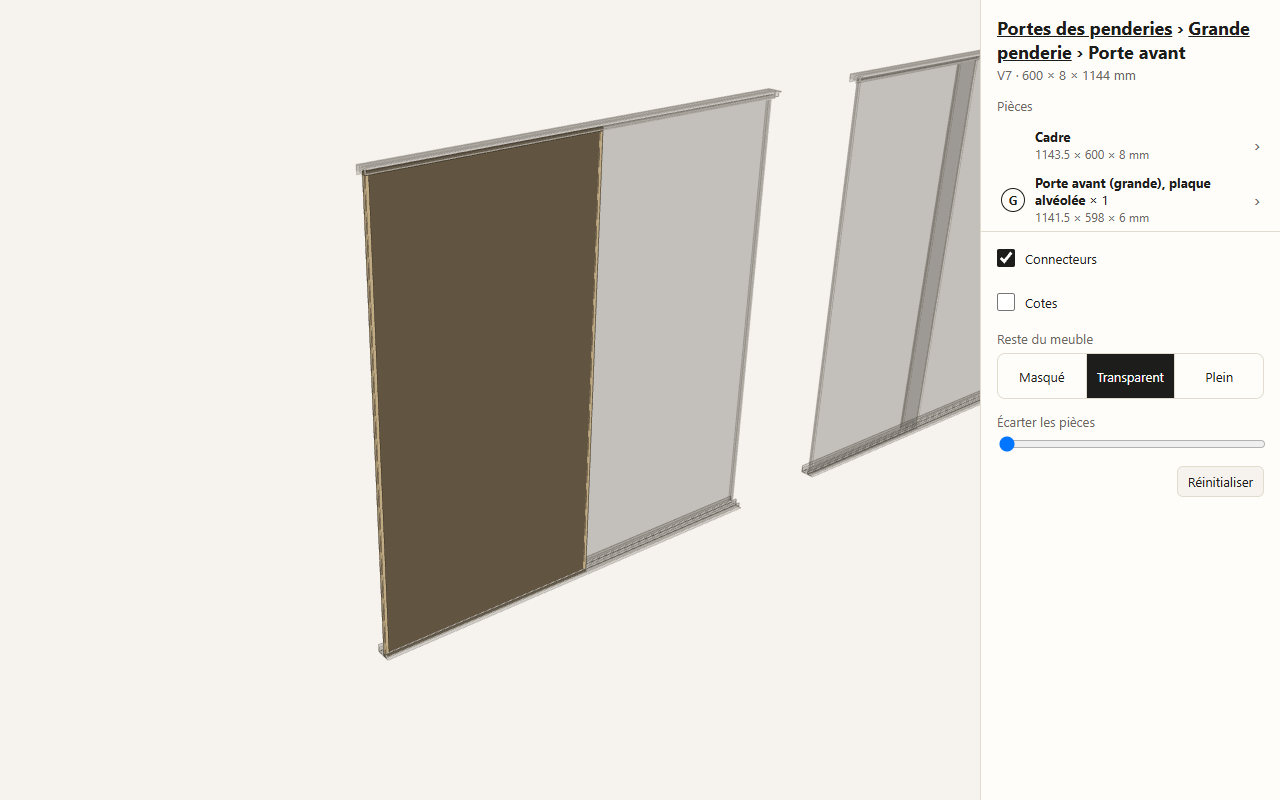 Portes des penderies › Grande
penderie › Porte avant
V7 · 600 × 8 × 1144 mm
Pièces
Cadre
1143.5 × 600 × 8 mm
›
G
Porte avant (grande), plaque
alvéolée × 1
1141.5 × 598 × 6 mm
›
Connecteurs
Cotes
Reste du meuble
Masqué
Transparent
Plein
Écarter les pièces
Réinitialiser